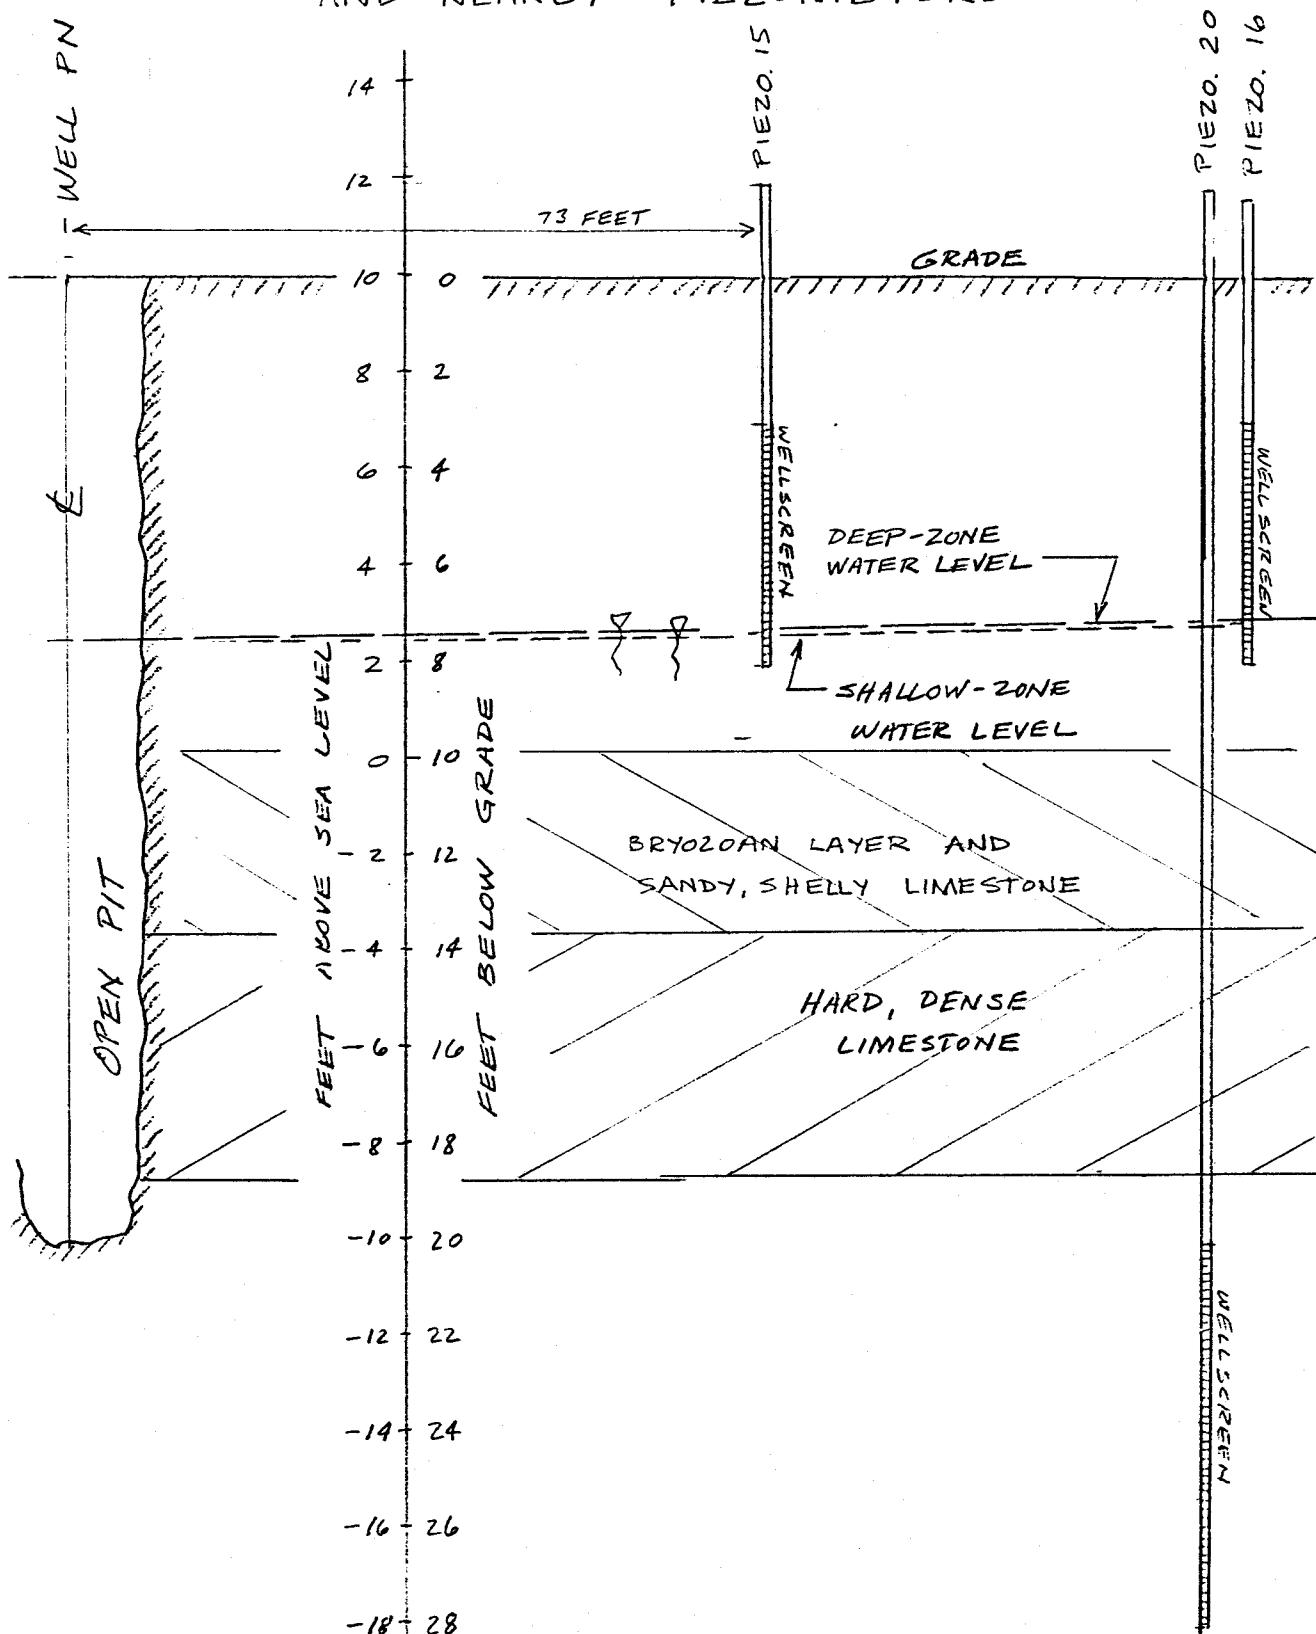 AND NEARBY PIEZOMETERS
WELL PN
PIEZO. 15
PIEZO. 20
PIEZO. 16
73 FEET
GRADE
14
12
10 0
8 2
6 4
4 6
2 8
0 10
-2 12
-4 14
-6 16
-8 18
-10 20
-12 22
-14 24
-16 26
-18 28
WELLSCREEN
WELLSCREEN
DEEP-ZONE
WATER LEVEL
SHALLOW-ZONE
WATER LEVEL
FEET ABOVE SEA LEVEL
FEET BELOW GRADE
OPEN PIT
BRYOZOAN LAYER AND
SANDY, SHELLY LIMESTONE
HARD, DENSE
LIMESTONE
WELLSCREEN